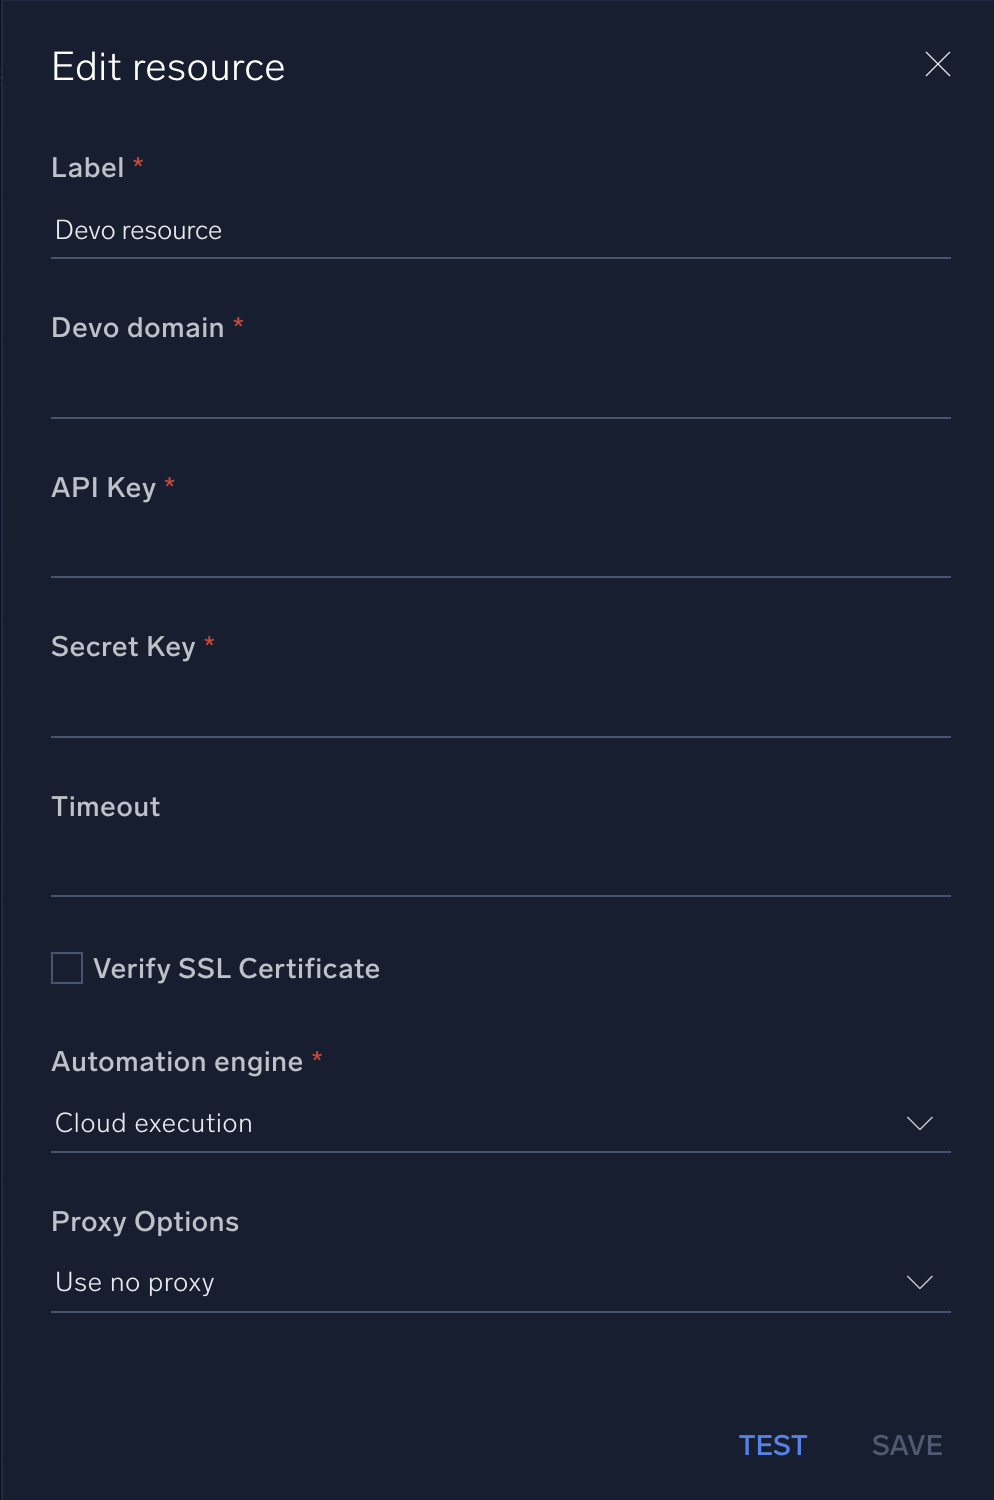 Edit resource
Label *
Devo resource
Devo domain *
API Key *
Secret Key *
Timeout
Verify SSL Certificate
Automation engine *
Cloud execution
Proxy Options
Use no proxy
TEST SAVE